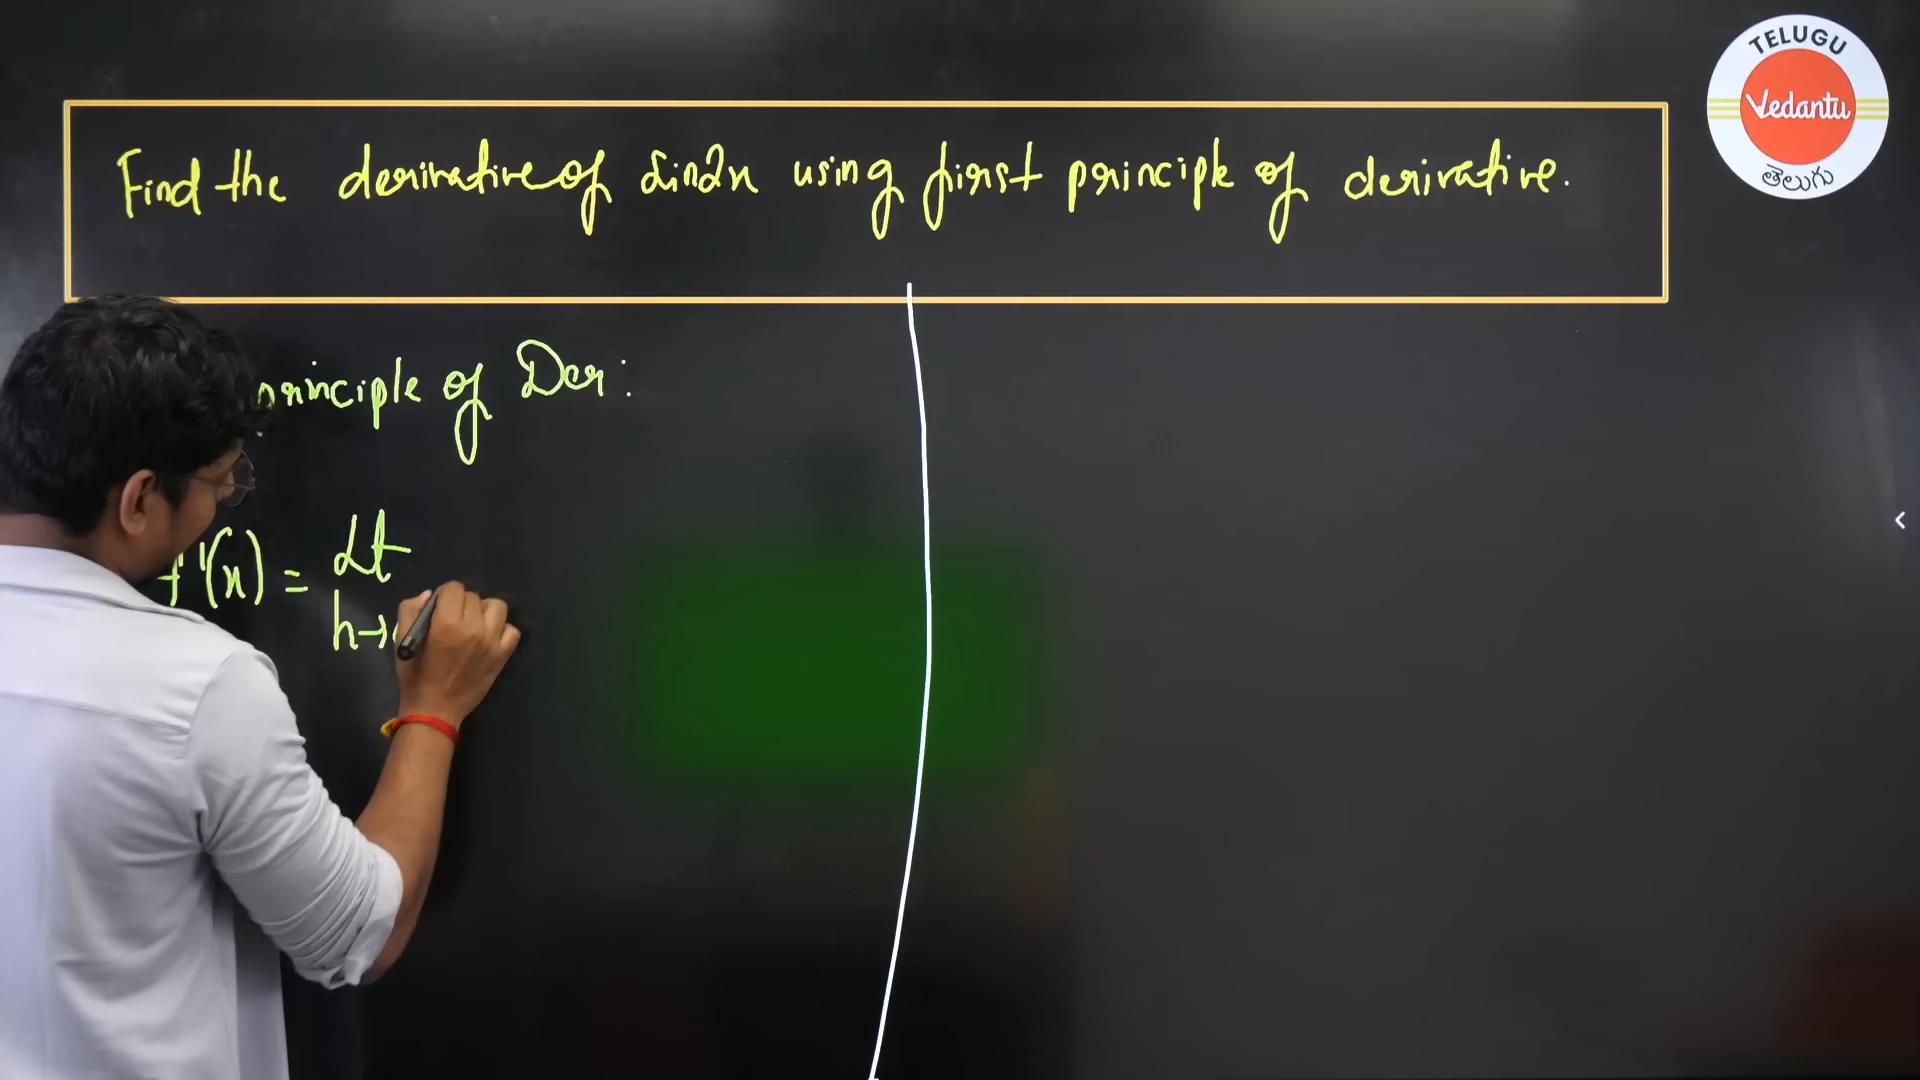 Find the derivative of sin2x using first principle of derivative.
TELUGU
Vedantu
తెలుగు
principle of Der:
f'(x) = Lt
h→